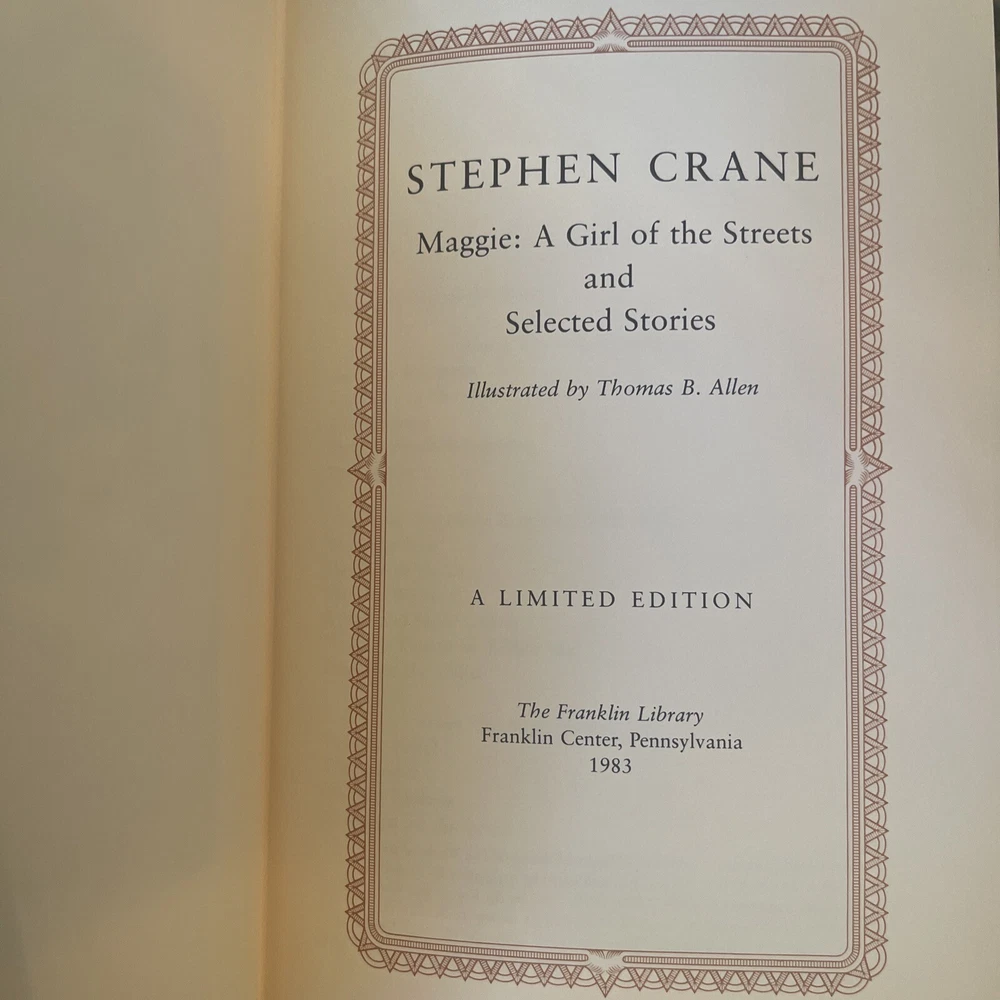 STEPHEN CRANE
Maggie: A Girl of the Streets
and
Selected Stories
Illustrated by Thomas B. Allen
A LIMITED EDITION
The Franklin Library
Franklin Center, Pennsylvania
1983